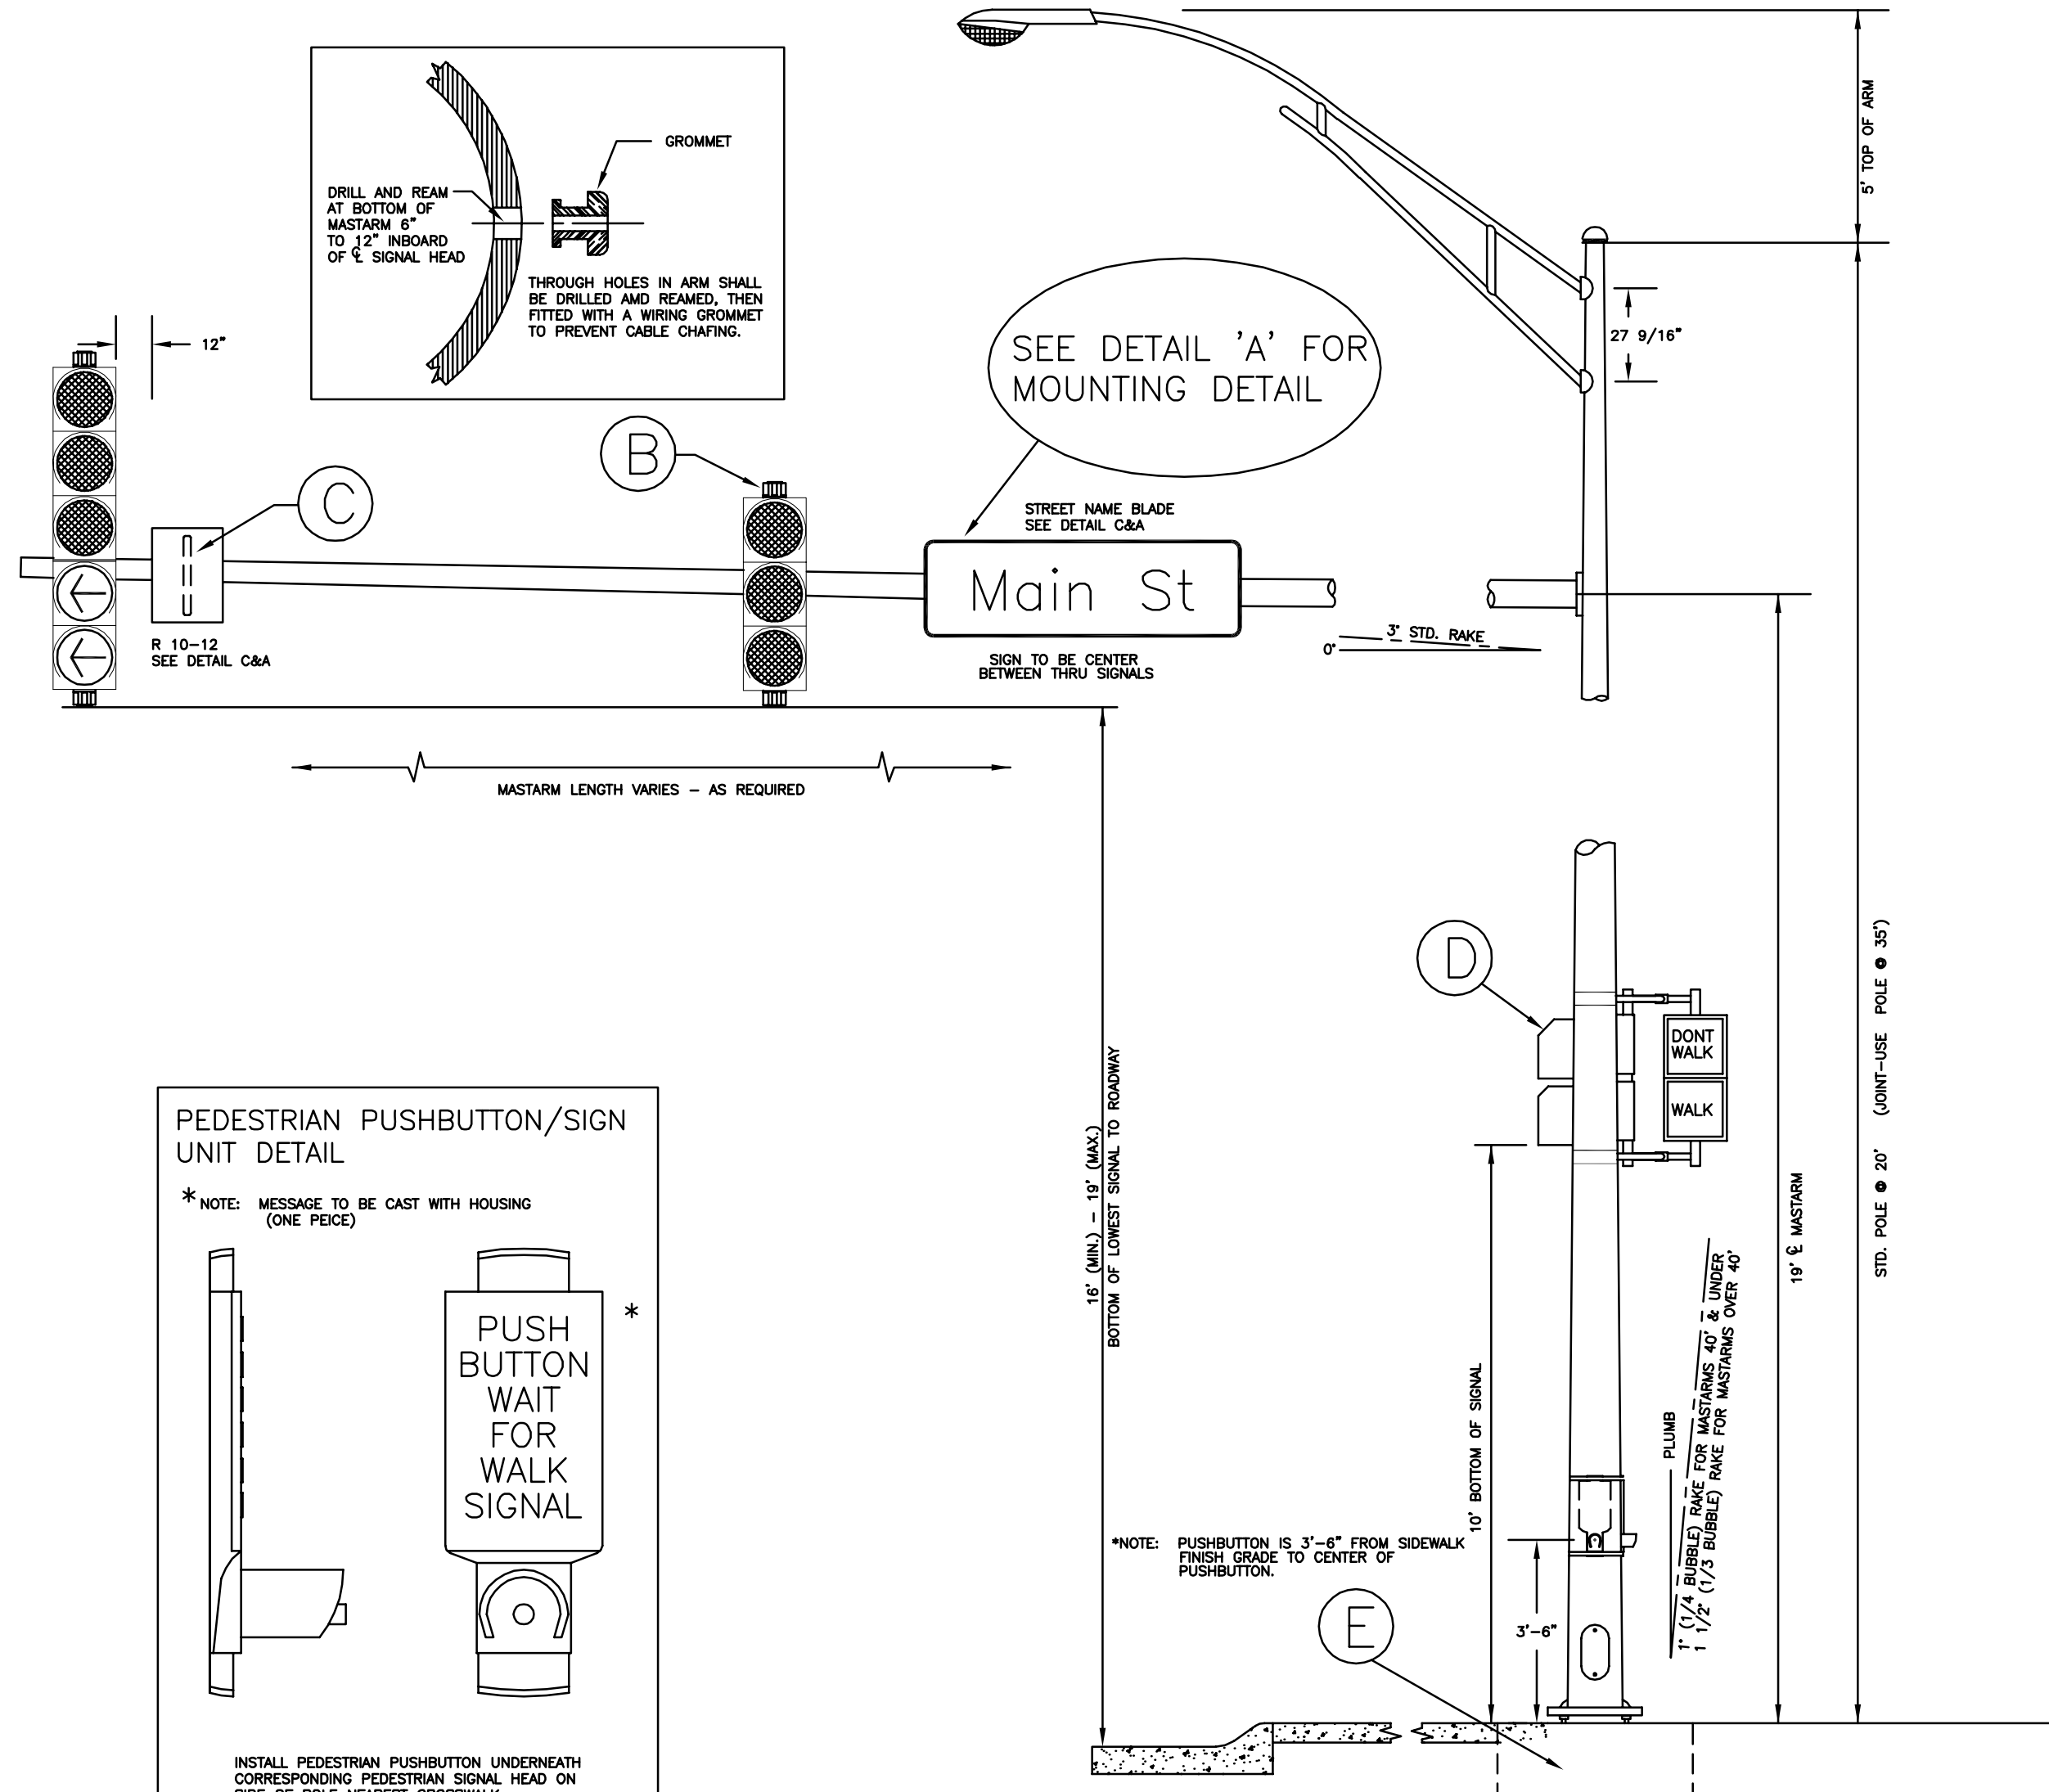 5' TOP OF ARM
GROMMET
DRILL AND REAM
AT BOTTOM OF
MASTARM 6"
TO 12" INBOARD
OF ℄ SIGNAL HEAD
THROUGH HOLES IN ARM SHALL
BE DRILLED AMD REAMED, THEN
FITTED WITH A WIRING GROMMET
TO PREVENT CABLE CHAFING.
12"
27 9/16"
SEE DETAIL 'A' FOR
MOUNTING DETAIL
B
C
STREET NAME BLADE
SEE DETAIL C&A
Main St
R 10-12
SEE DETAIL C&A
SIGN TO BE CENTER
BETWEEN THRU SIGNALS
3° STD. RAKE
0°
MASTARM LENGTH VARIES - AS REQUIRED
D
DONT
WALK
WALK
16' (MIN.) - 19' (MAX.)
BOTTOM OF LOWEST SIGNAL TO ROADWAY
10' BOTTOM OF SIGNAL
19' ℄ MASTARM
STD. POLE @ 20' (JOINT-USE POLE @ 35')
PLUMB
1° (1/4 BUBBLE) RAKE FOR MASTARMS 40' & UNDER
1 1/2° (1/3 BUBBLE) RAKE FOR MASTARMS OVER 40'
PEDESTRIAN PUSHBUTTON/SIGN
UNIT DETAIL
* NOTE: MESSAGE TO BE CAST WITH HOUSING
(ONE PEICE)
*
PUSH
BUTTON
WAIT
FOR
WALK
SIGNAL
*NOTE: PUSHBUTTON IS 3'-6" FROM SIDEWALK
FINISH GRADE TO CENTER OF
PUSHBUTTON.
E
3'-6"
INSTALL PEDESTRIAN PUSHBUTTON UNDERNEATH
CORRESPONDING PEDESTRIAN SIGNAL HEAD ON
SIDE OF POLE NEAREST CROSSWALK